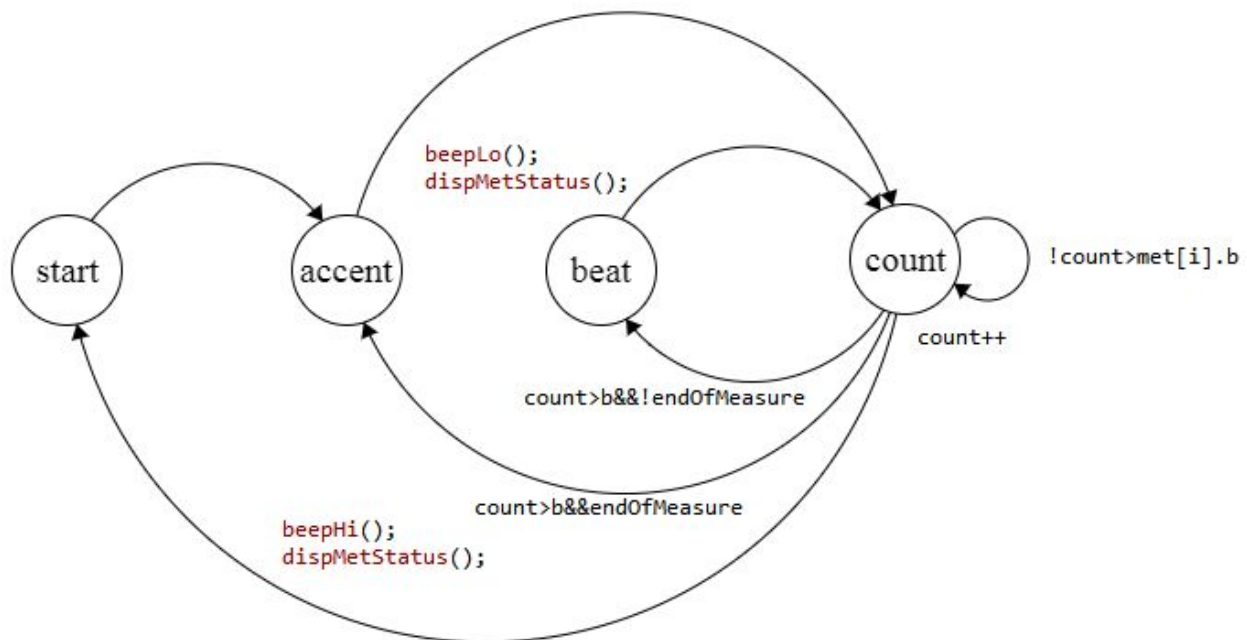 beepLo();
dispMetStatus();
start
accent
beat
count
!count>met[i].b
count++
count>b&&!endOfMeasure
count>b&&endOfMeasure
beepHi();
dispMetStatus();